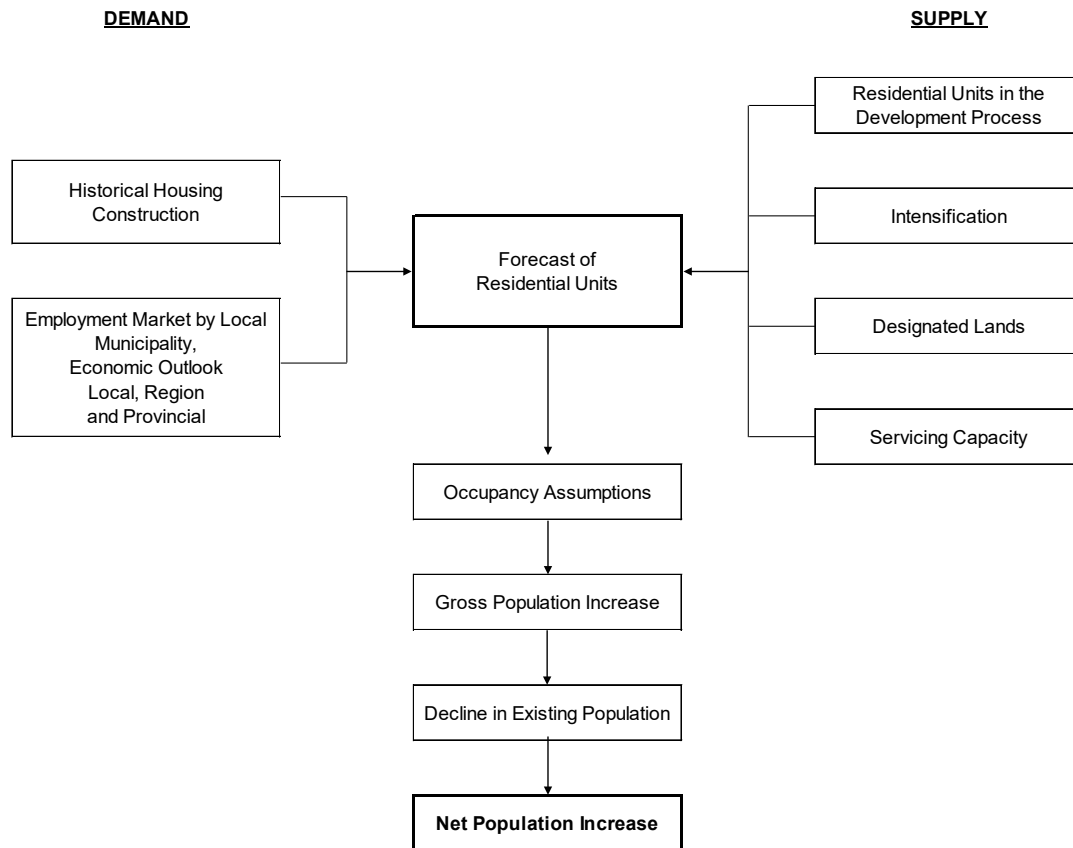 DEMAND
SUPPLY
Residential Units in the
Development Process
Historical Housing
Construction
Intensification
Forecast of
Residential Units
Employment Market by Local
Municipality,
Economic Outlook
Local, Region
and Provincial
Designated Lands
Servicing Capacity
Occupancy Assumptions
Gross Population Increase
Decline in Existing Population
Net Population Increase